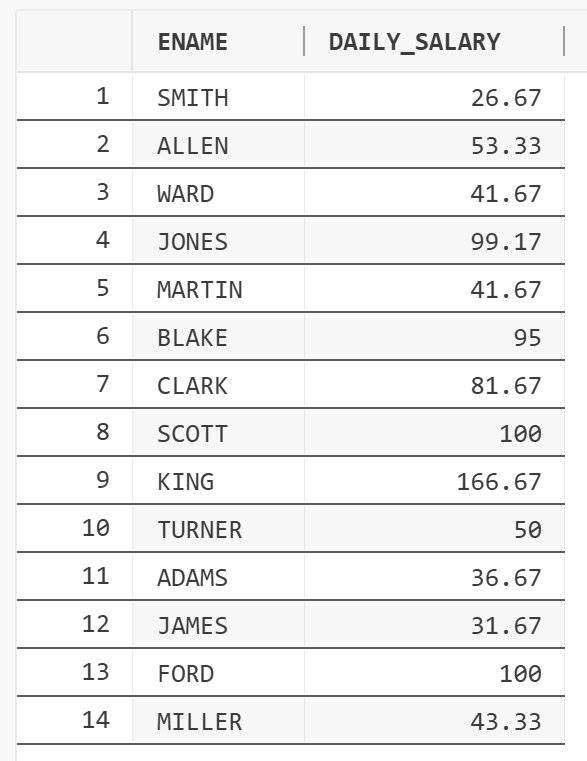 ENAME DAILY_SALARY
1 SMITH 26.67
2 ALLEN 53.33
3 WARD 41.67
4 JONES 99.17
5 MARTIN 41.67
6 BLAKE 95
7 CLARK 81.67
8 SCOTT 100
9 KING 166.67
10 TURNER 50
11 ADAMS 36.67
12 JAMES 31.67
13 FORD 100
14 MILLER 43.33